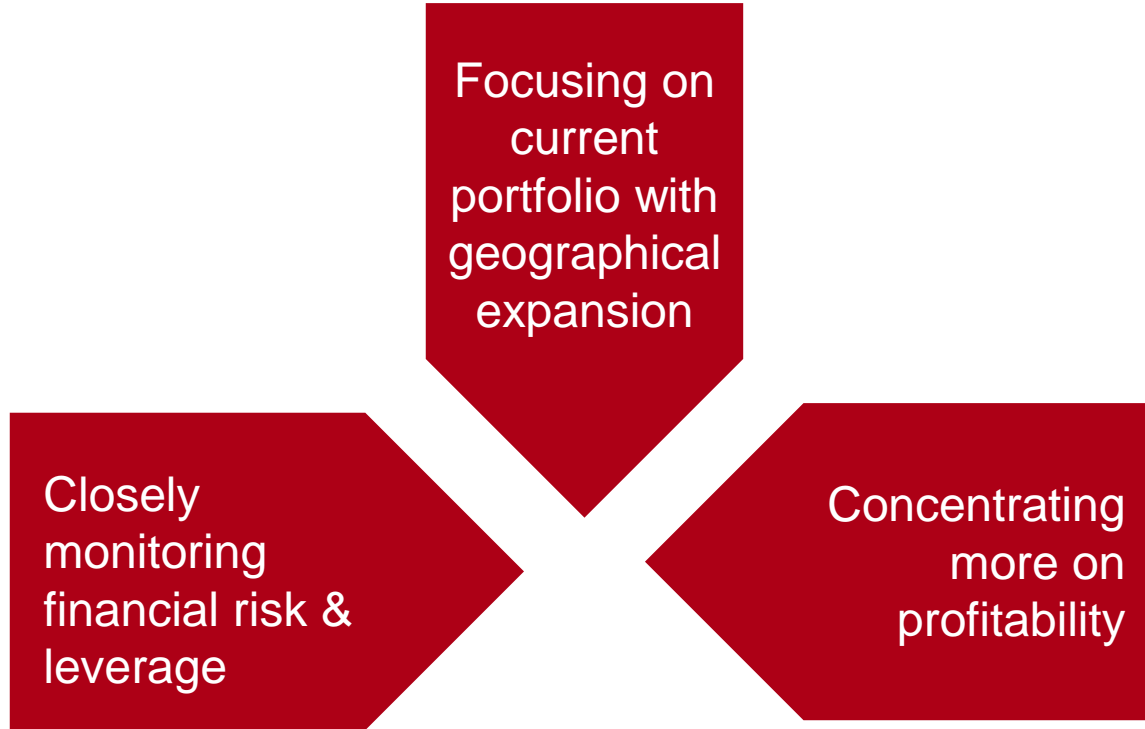 Focusing on
current
portfolio with
geographical
expansion
Closely
monitoring
financial risk &
leverage
Concentrating
more on
profitability